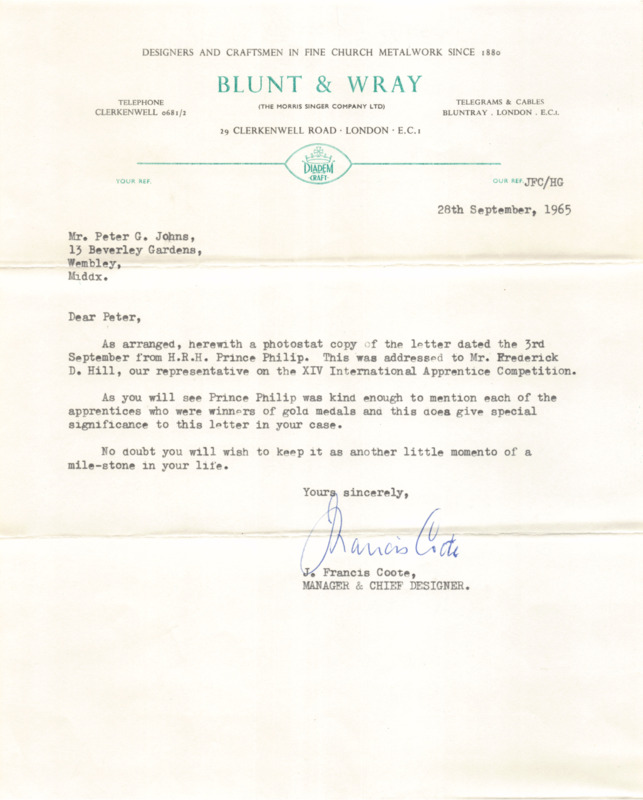 DESIGNERS AND CRAFTSMEN IN FINE CHURCH METALWORK SINCE 1880
BLUNT & WRAY
(THE MORRIS SINGER COMPANY LTD)
TELEPHONE
CLERKENWELL 0681/2
TELEGRAMS & CABLES
BLUNTRAY . LONDON . E.C.1.
29 CLERKENWELL ROAD · LONDON · E.C.1
DIADEM
CRAFT
YOUR REF.
OUR REF. JFC/HG
28th September, 1965
Mr. Peter G. Johns,
13 Beverley Gardens,
Wembley,
Middx.
Dear Peter,
As arranged, herewith a photostat copy of the letter dated the 3rd
September from H.R.H. Prince Philip. This was addressed to Mr. Frederick
D. Hill, our representative on the XIV International Apprentice Competition.
As you will see Prince Philip was kind enough to mention each of the
apprentices who were winners of gold medals and this does give special
significance to this letter in your case.
No doubt you will wish to keep it as another little momento of a
mile-stone in your life.
Yours sincerely,
Francis Coote
J. Francis Coote,
MANAGER & CHIEF DESIGNER.